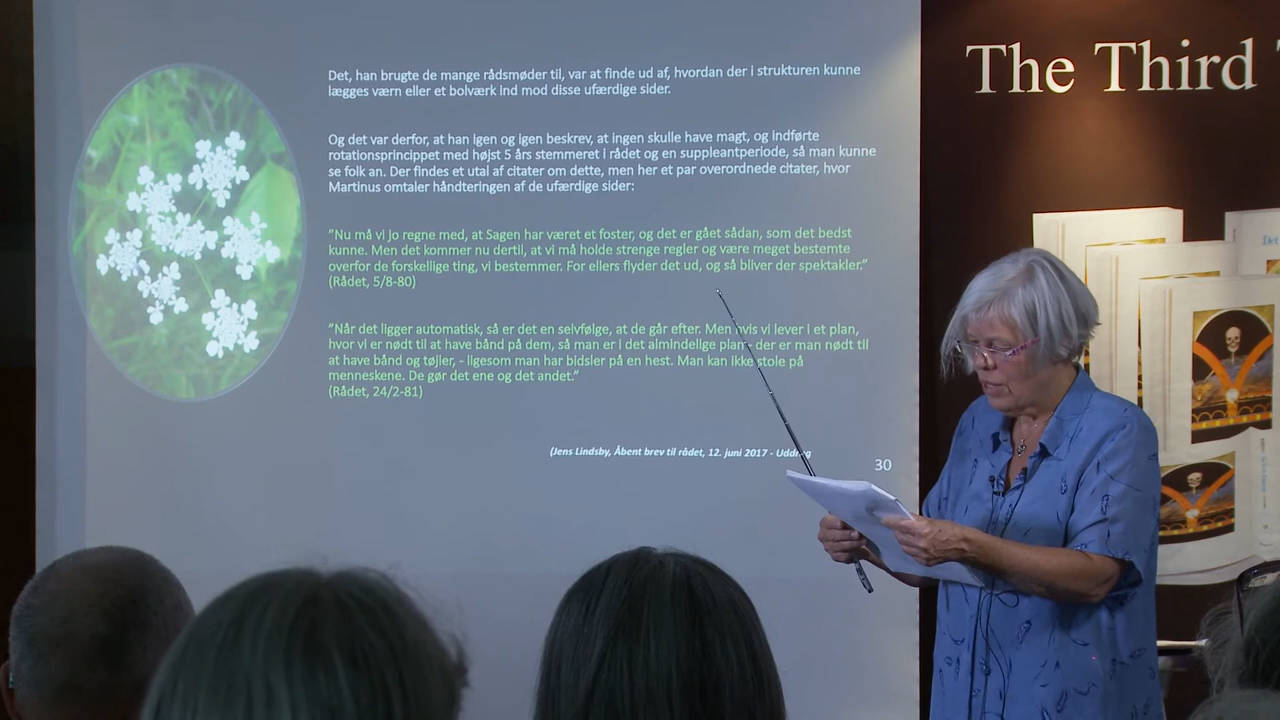 Det, han brugte de mange rådsmøder til, var at finde ud af, hvordan der i strukturen kunne
lægges værn eller et bolværk ind mod disse ufærdige sider.
Og det var derfor, at han igen og igen beskrev, at ingen skulle have magt, og indførte
rotationsprincippet med højst 5 års stemmeret i rådet og en suppleantperiode, så man kunne
se folk an. Der findes et utal af citater om dette, men her et par overordnede citater, hvor
Martinus omtaler håndteringen af de ufærdige sider:
”Nu må vi jo regne med, at Sagen har været et foster, og det er gået sådan, som det bedst
kunne. Men det kommer nu dertil, at vi må holde strenge regler og være meget bestemte
overfor de forskellige ting, vi bestemmer. For ellers flyder det ud, og så bliver der spektakler.”
(Rådet, 5/8-80)
”Når det ligger automatisk, så er det en selvfølge, at de går efter. Men hvis vi lever i et plan,
hvor vi er nødt til at have bånd på dem, så man er i det almindelige plan - der er man nødt til
at have bånd og tøjler, - ligesom man har bidsler på en hest. Man kan ikke stole på
menneskene. De gør det ene og det andet.”
(Rådet, 24/2-81)
(Jens Lindsby, Åbent brev til rådet, 12. juni 2017 - Uddrag
30
The Third